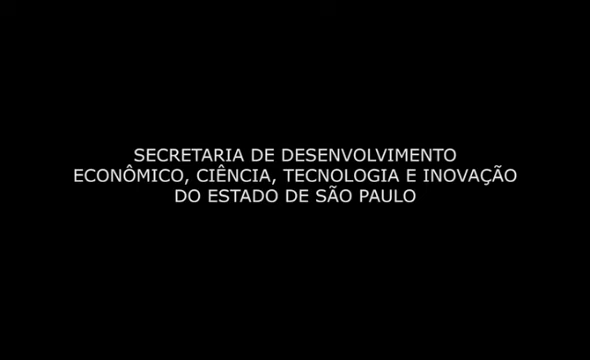 SECRETARIA DE DESENVOLVIMENTO
ECONÔMICO, CIÊNCIA, TECNOLOGIA E INOVAÇÃO
DO ESTADO DE SÃO PAULO